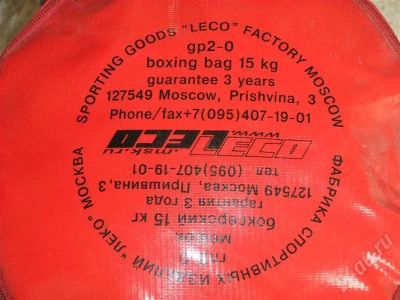 SPORTING GOODS "LECO" FACTORY MOSCOW
gp2-0
boxing bag 15 kg
guarantee 3 years
127549 Moscow, Prishvina, 3
Phone/fax+7(095)407-19-01
www.
LECO
.msk.ru
тел. (095)407-19-01
127549 Москва, Пришвина,3
гарантия 3 года
боксерский 15 кг
мешок
ФАБРИКА СПОРТИВНЫХ ИЗДЕЛИЙ "ЛЕКО" МОСКВА